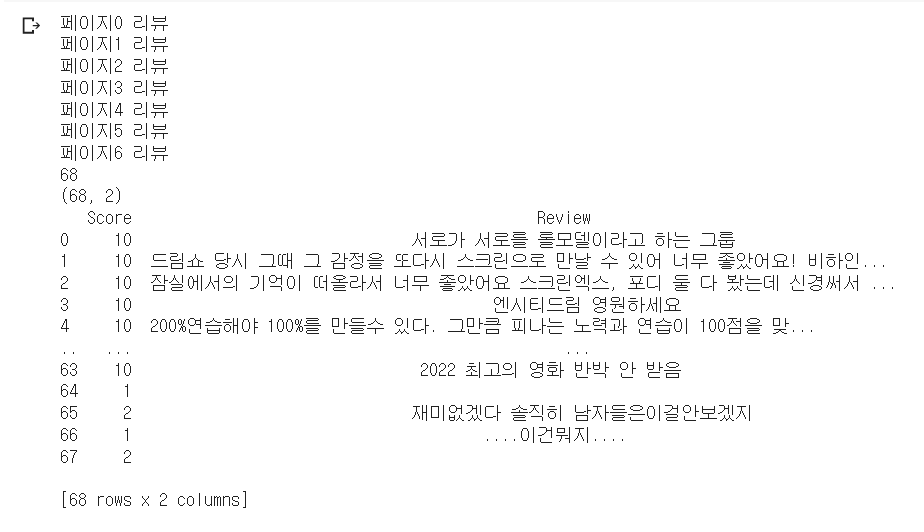 페이지0 리뷰
페이지1 리뷰
페이지2 리뷰
페이지3 리뷰
페이지4 리뷰
페이지5 리뷰
페이지6 리뷰
68
(68, 2)
Score Review
0 10 서로가 서로를 롤모델이라고 하는 그룹
1 10 드림쇼 당시 그때 그 감정을 또다시 스크린으로 만날 수 있어 너무 좋았어요! 비하인...
2 10 잠실에서의 기억이 떠올라서 너무 좋았어요 스크린엑스, 포디 둘 다 봤는데 신경써서 ...
3 10 엔시티드림 영원하세요
4 10 200%연습해야 100%를 만들수 있다. 그만큼 피나는 노력과 연습이 100점을 맞...
.. ... ...
63 10 2022 최고의 영화 반박 안 받음
64 1
65 2 재미없겠다 솔직히 남자들은이걸안보겠지
66 1 ....이건뭐지....
67 2
[68 rows x 2 columns]